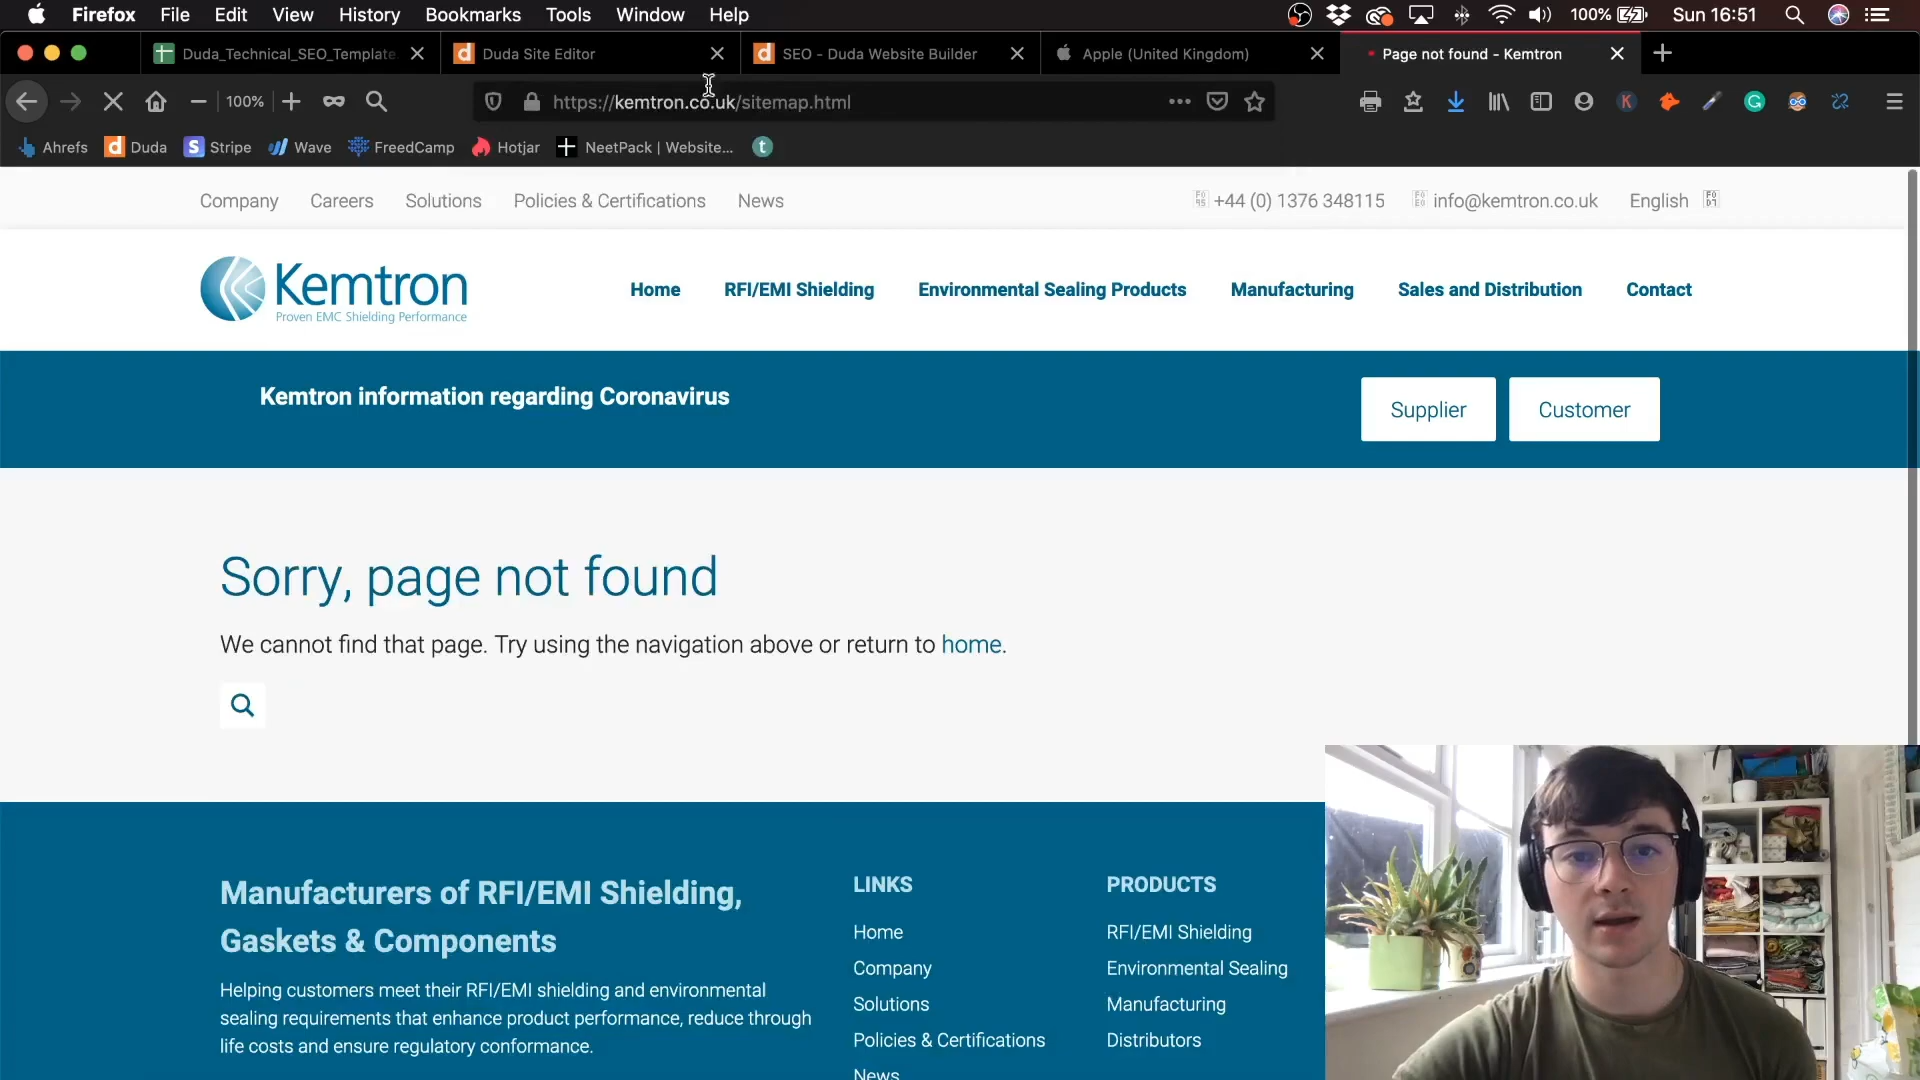 Firefox File Edit View History Bookmarks Tools Window Help 100% Sun 16:51
Duda_Technical_SEO_Template Duda Site Editor SEO - Duda Website Builder Apple (United Kingdom) Page not found - Kemtron
100% https://kemtron.co.uk/sitemap.html
Ahrefs Duda Stripe Wave FreedCamp Hotjar NeetPack | Website... t
Company Careers Solutions Policies & Certifications News +44 (0) 1376 348115 info@kemtron.co.uk English
Kemtron
Proven EMC Shielding Performance
Home RFI/EMI Shielding Environmental Sealing Products Manufacturing Sales and Distribution Contact
Kemtron information regarding Coronavirus
Supplier Customer
Sorry, page not found
We cannot find that page. Try using the navigation above or return to home.
Manufacturers of RFI/EMI Shielding,
Gaskets & Components
Helping customers meet their RFI/EMI shielding and environmental
sealing requirements that enhance product performance, reduce through
life costs and ensure regulatory conformance.
LINKS
Home
Company
Solutions
Policies & Certifications
News
PRODUCTS
RFI/EMI Shielding
Environmental Sealing
Manufacturing
Distributors